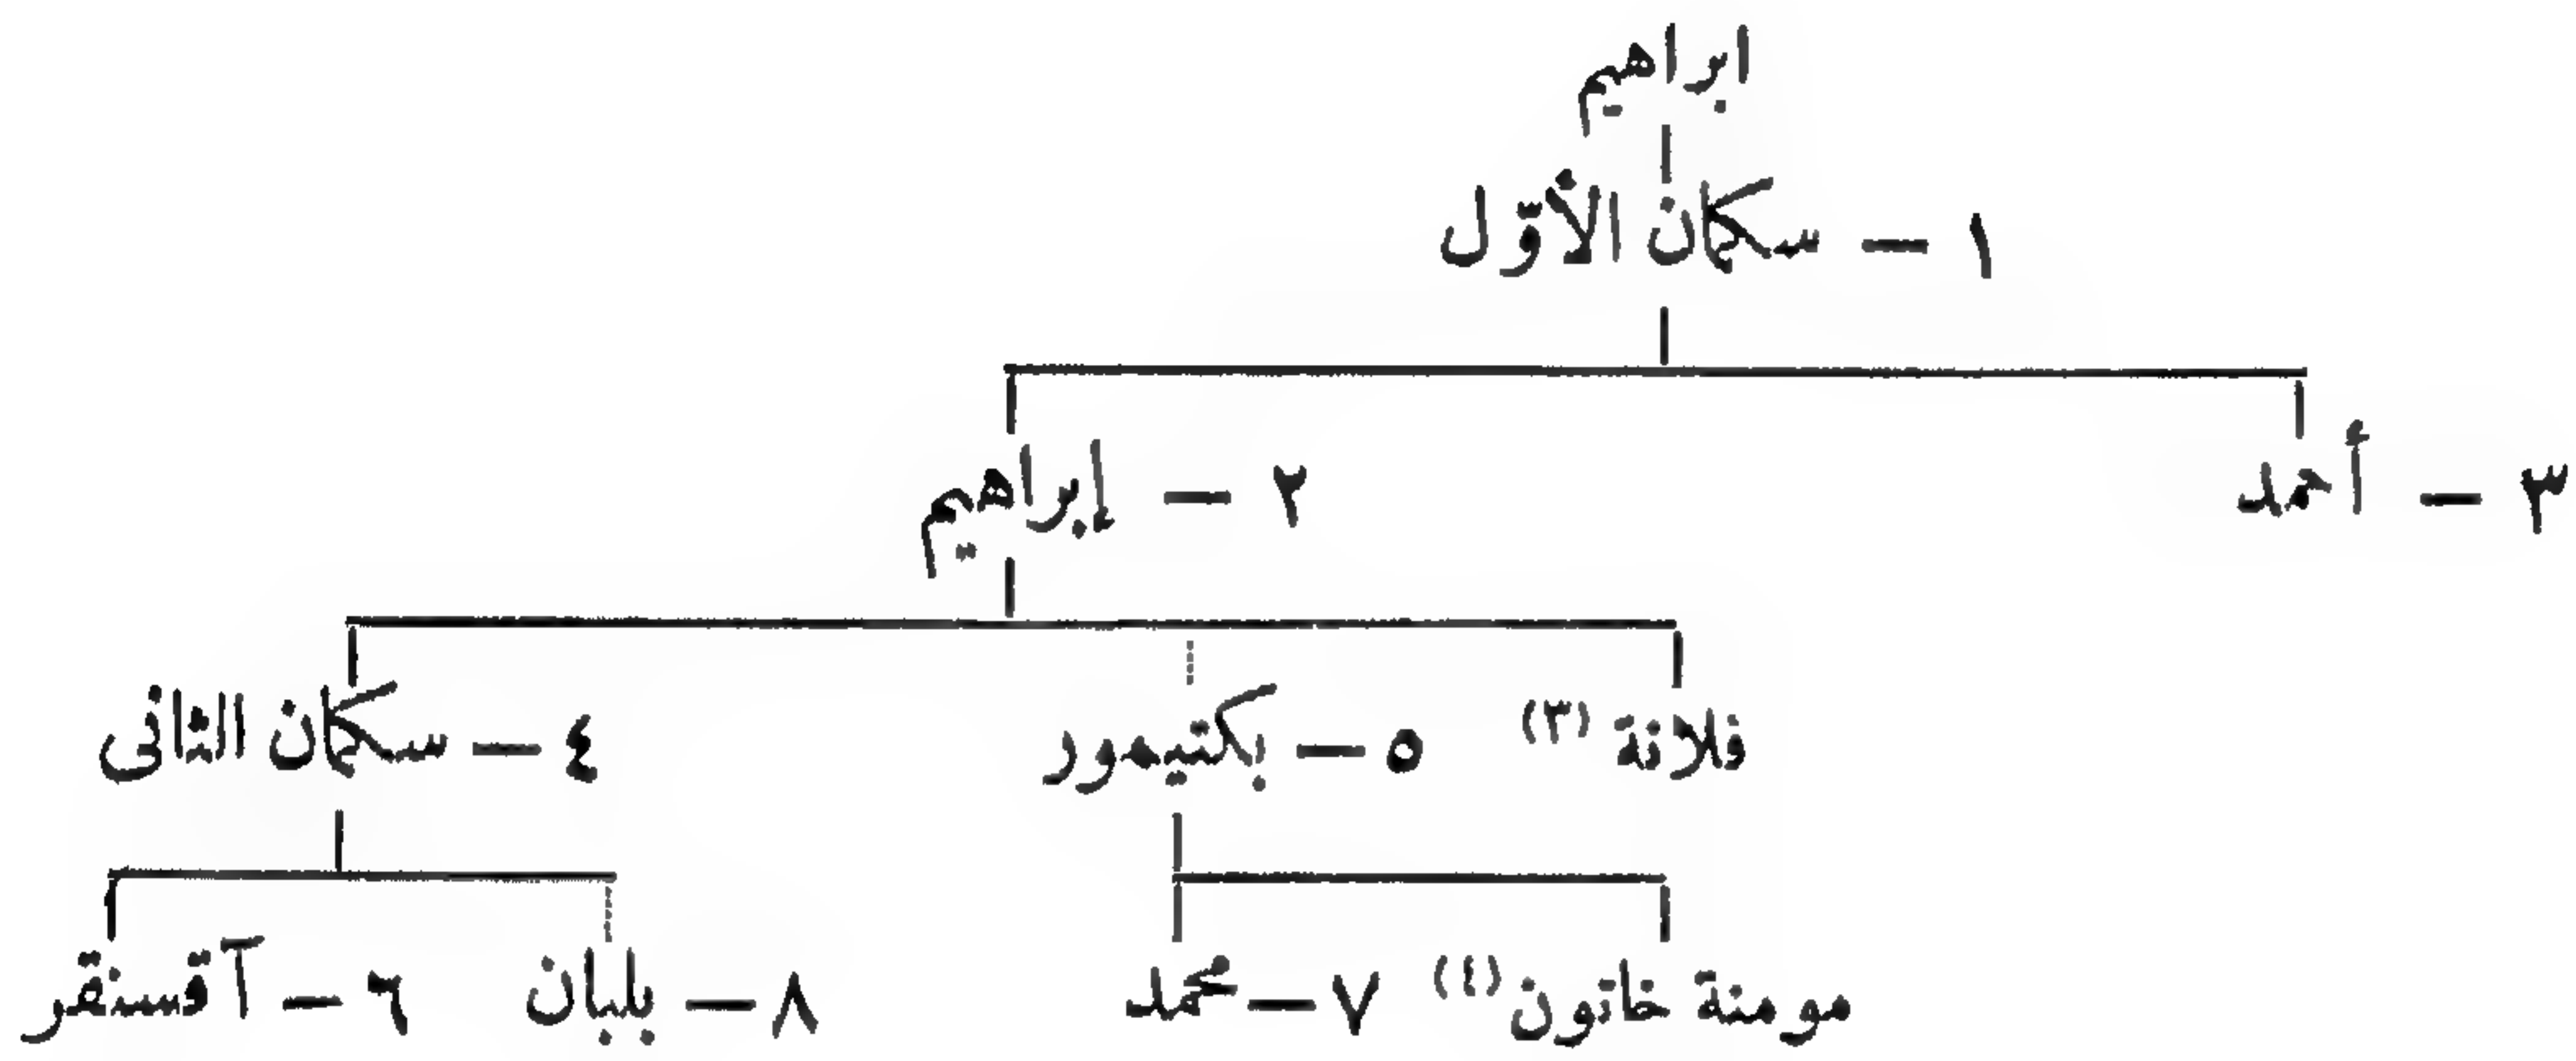 ابراهيم
١ — سكمان الأوّل
٣ — أحمد ٢ — إبراهيم
فلانة (٣) ٥ — بكتيمور ٤ — سكمان الثانى
مومنة خاتون (٤) ٧ — محمد ٨ — بلبان ٦ — آقسنقر